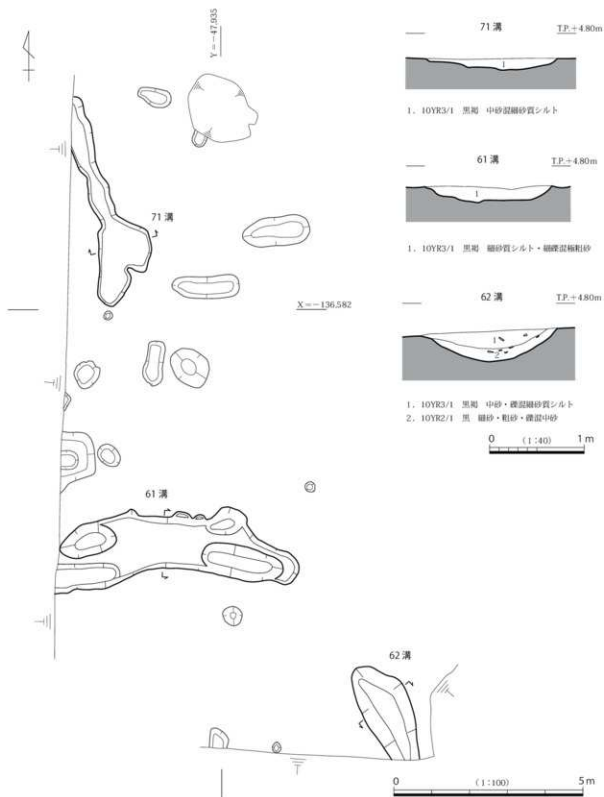 Y=-47,935
71溝
X=-136,582
61溝
62溝
0 (1:100) 5m
71溝 T.P.+4.80m
1
1. 10YR3/1 黒褐 中砂混細砂質シルト
61溝 T.P.+4.80m
1
1. 10YR3/1 黒褐 細砂質シルト・細礫混極粗砂
62溝 T.P.+4.80m
1
2
1. 10YR3/1 黒褐 中砂・礫混細砂質シルト
2. 10YR2/1 黒 細砂・粗砂・礫混中砂
0 (1:40) 1m